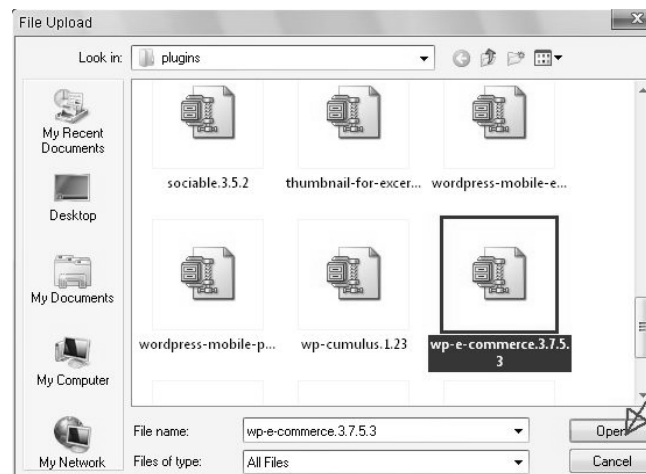 File Upload
Look in:
plugins
My Recent
Documents
Desktop
My Documents
My Computer
My Network
sociable.3.5.2
thumbnail-for-excer...
wordpress-mobile-e...
wordpress-mobile-p...
wp-cumulus.1.23
wp-e-commerce.3.7.5.
3
File name:
wp-e-commerce.3.7.5.3
Open
Files of type:
All Files
Cancel